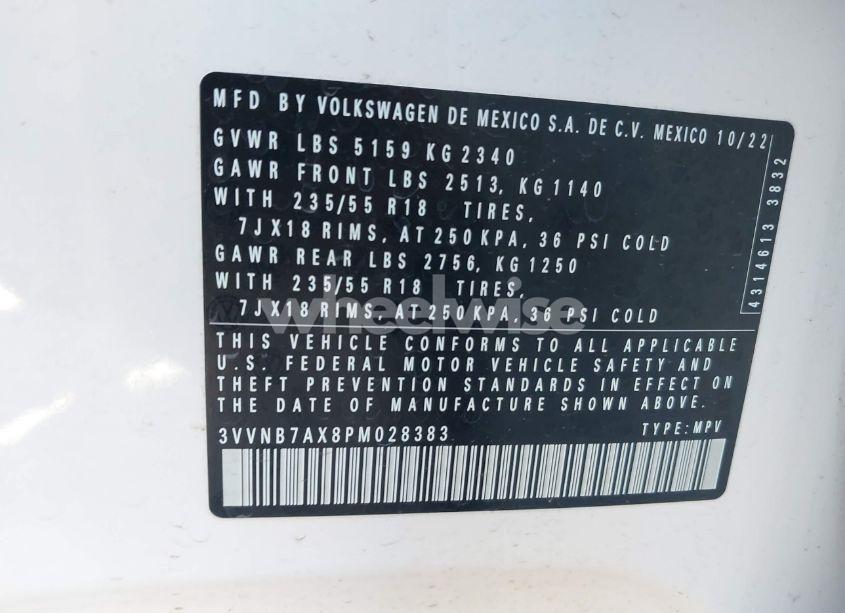 MFD BY VOLKSWAGEN DE MEXICO S.A. DE C.V. MEXICO 10/22
GVWR LBS 5159 KG 2340
GAWR FRONT LBS 2513, KG 1140
WITH 235/55 R18 TIRES,
7JX18 RIMS, AT 250 KPA, 36 PSI COLD
GAWR REAR LBS 2756, KG 1250
WITH 235/55 R18 TIRES,
7JX18 RIMS, AT 250 KPA, 36 PSI COLD
4314613 3832
wheelwise
THIS VEHICLE CONFORMS TO ALL APPLICABLE
U.S. FEDERAL MOTOR VEHICLE SAFETY AND
THEFT PREVENTION STANDARDS IN EFFECT ON
THE DATE OF MANUFACTURE SHOWN ABOVE.
3VVNB7AX8PM028383 TYPE: MPV